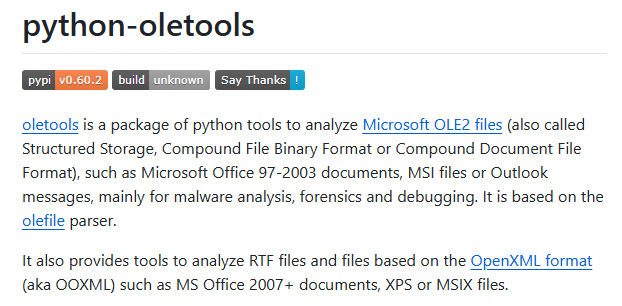 python-oletools
pypi v0.60.2 build unknown Say Thanks !
oletools is a package of python tools to analyze Microsoft OLE2 files (also called
Structured Storage, Compound File Binary Format or Compound Document File
Format), such as Microsoft Office 97-2003 documents, MSI files or Outlook
messages, mainly for malware analysis, forensics and debugging. It is based on the
olefile parser.
It also provides tools to analyze RTF files and files based on the OpenXML format
(aka OOXML) such as MS Office 2007+ documents, XPS or MSIX files.